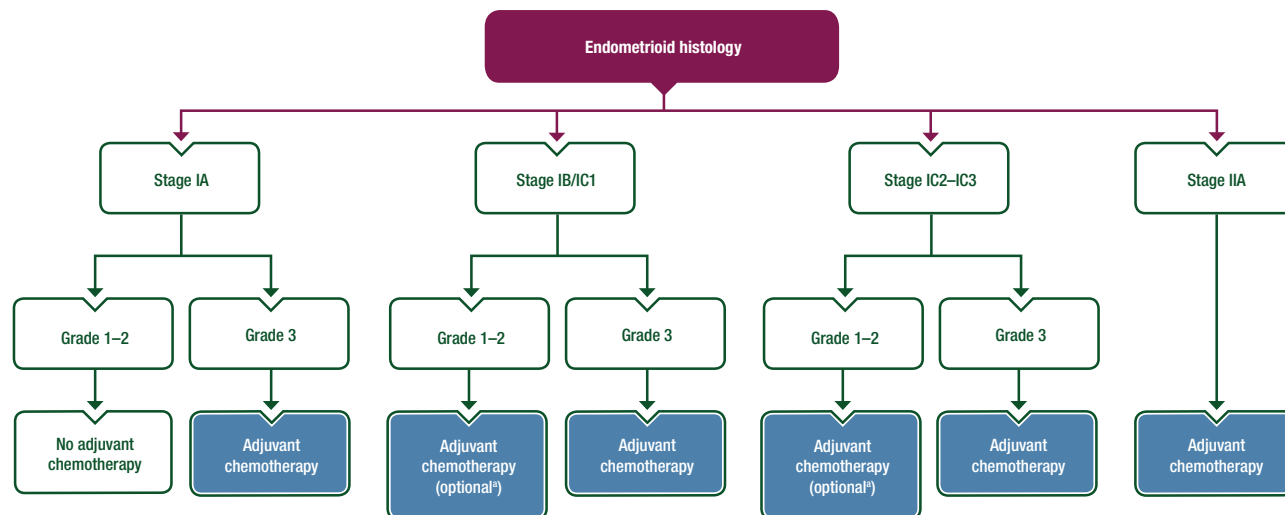 Endometrioid histology
Stage IA
Stage IB/IC1
Stage IC2–IC3
Stage IIA
Grade 1–2
Grade 3
Grade 1–2
Grade 3
Grade 1–2
Grade 3
No adjuvant
chemotherapy
Adjuvant
chemotherapy
Adjuvant
chemotherapy
(optionalª)
Adjuvant
chemotherapy
Adjuvant
chemotherapy
(optionalª)
Adjuvant
chemotherapy
Adjuvant
chemotherapy